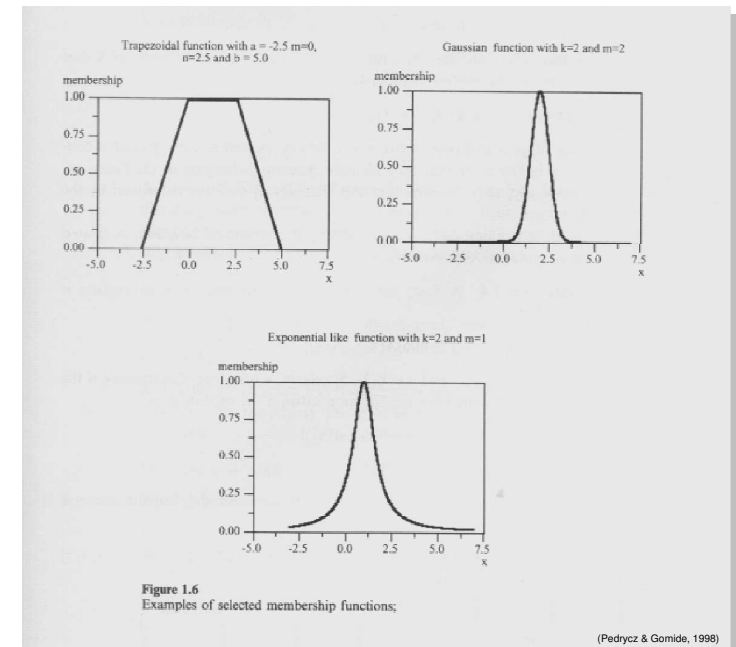 Trapezoidal function with a = -2.5 m=0,
n=2.5 and b = 5.0
membership
1.00
0.75
0.50
0.25
0.00
-5.0 -2.5 0.0 2.5 5.0 7.5
x
Gaussian function with k=2 and m=2
membership
1.00
0.75
0.50
0.25
0.00
-5.0 -2.5 0.0 2.5 5.0 7.5
x
Exponential like function with k=2 and m=1
membership
1.00
0.75
0.50
0.25
0.00
-5.0 -2.5 0.0 2.5 5.0 7.5
x
Figure 1.6
Examples of selected membership functions;
(Pedrycz & Gomide, 1998)